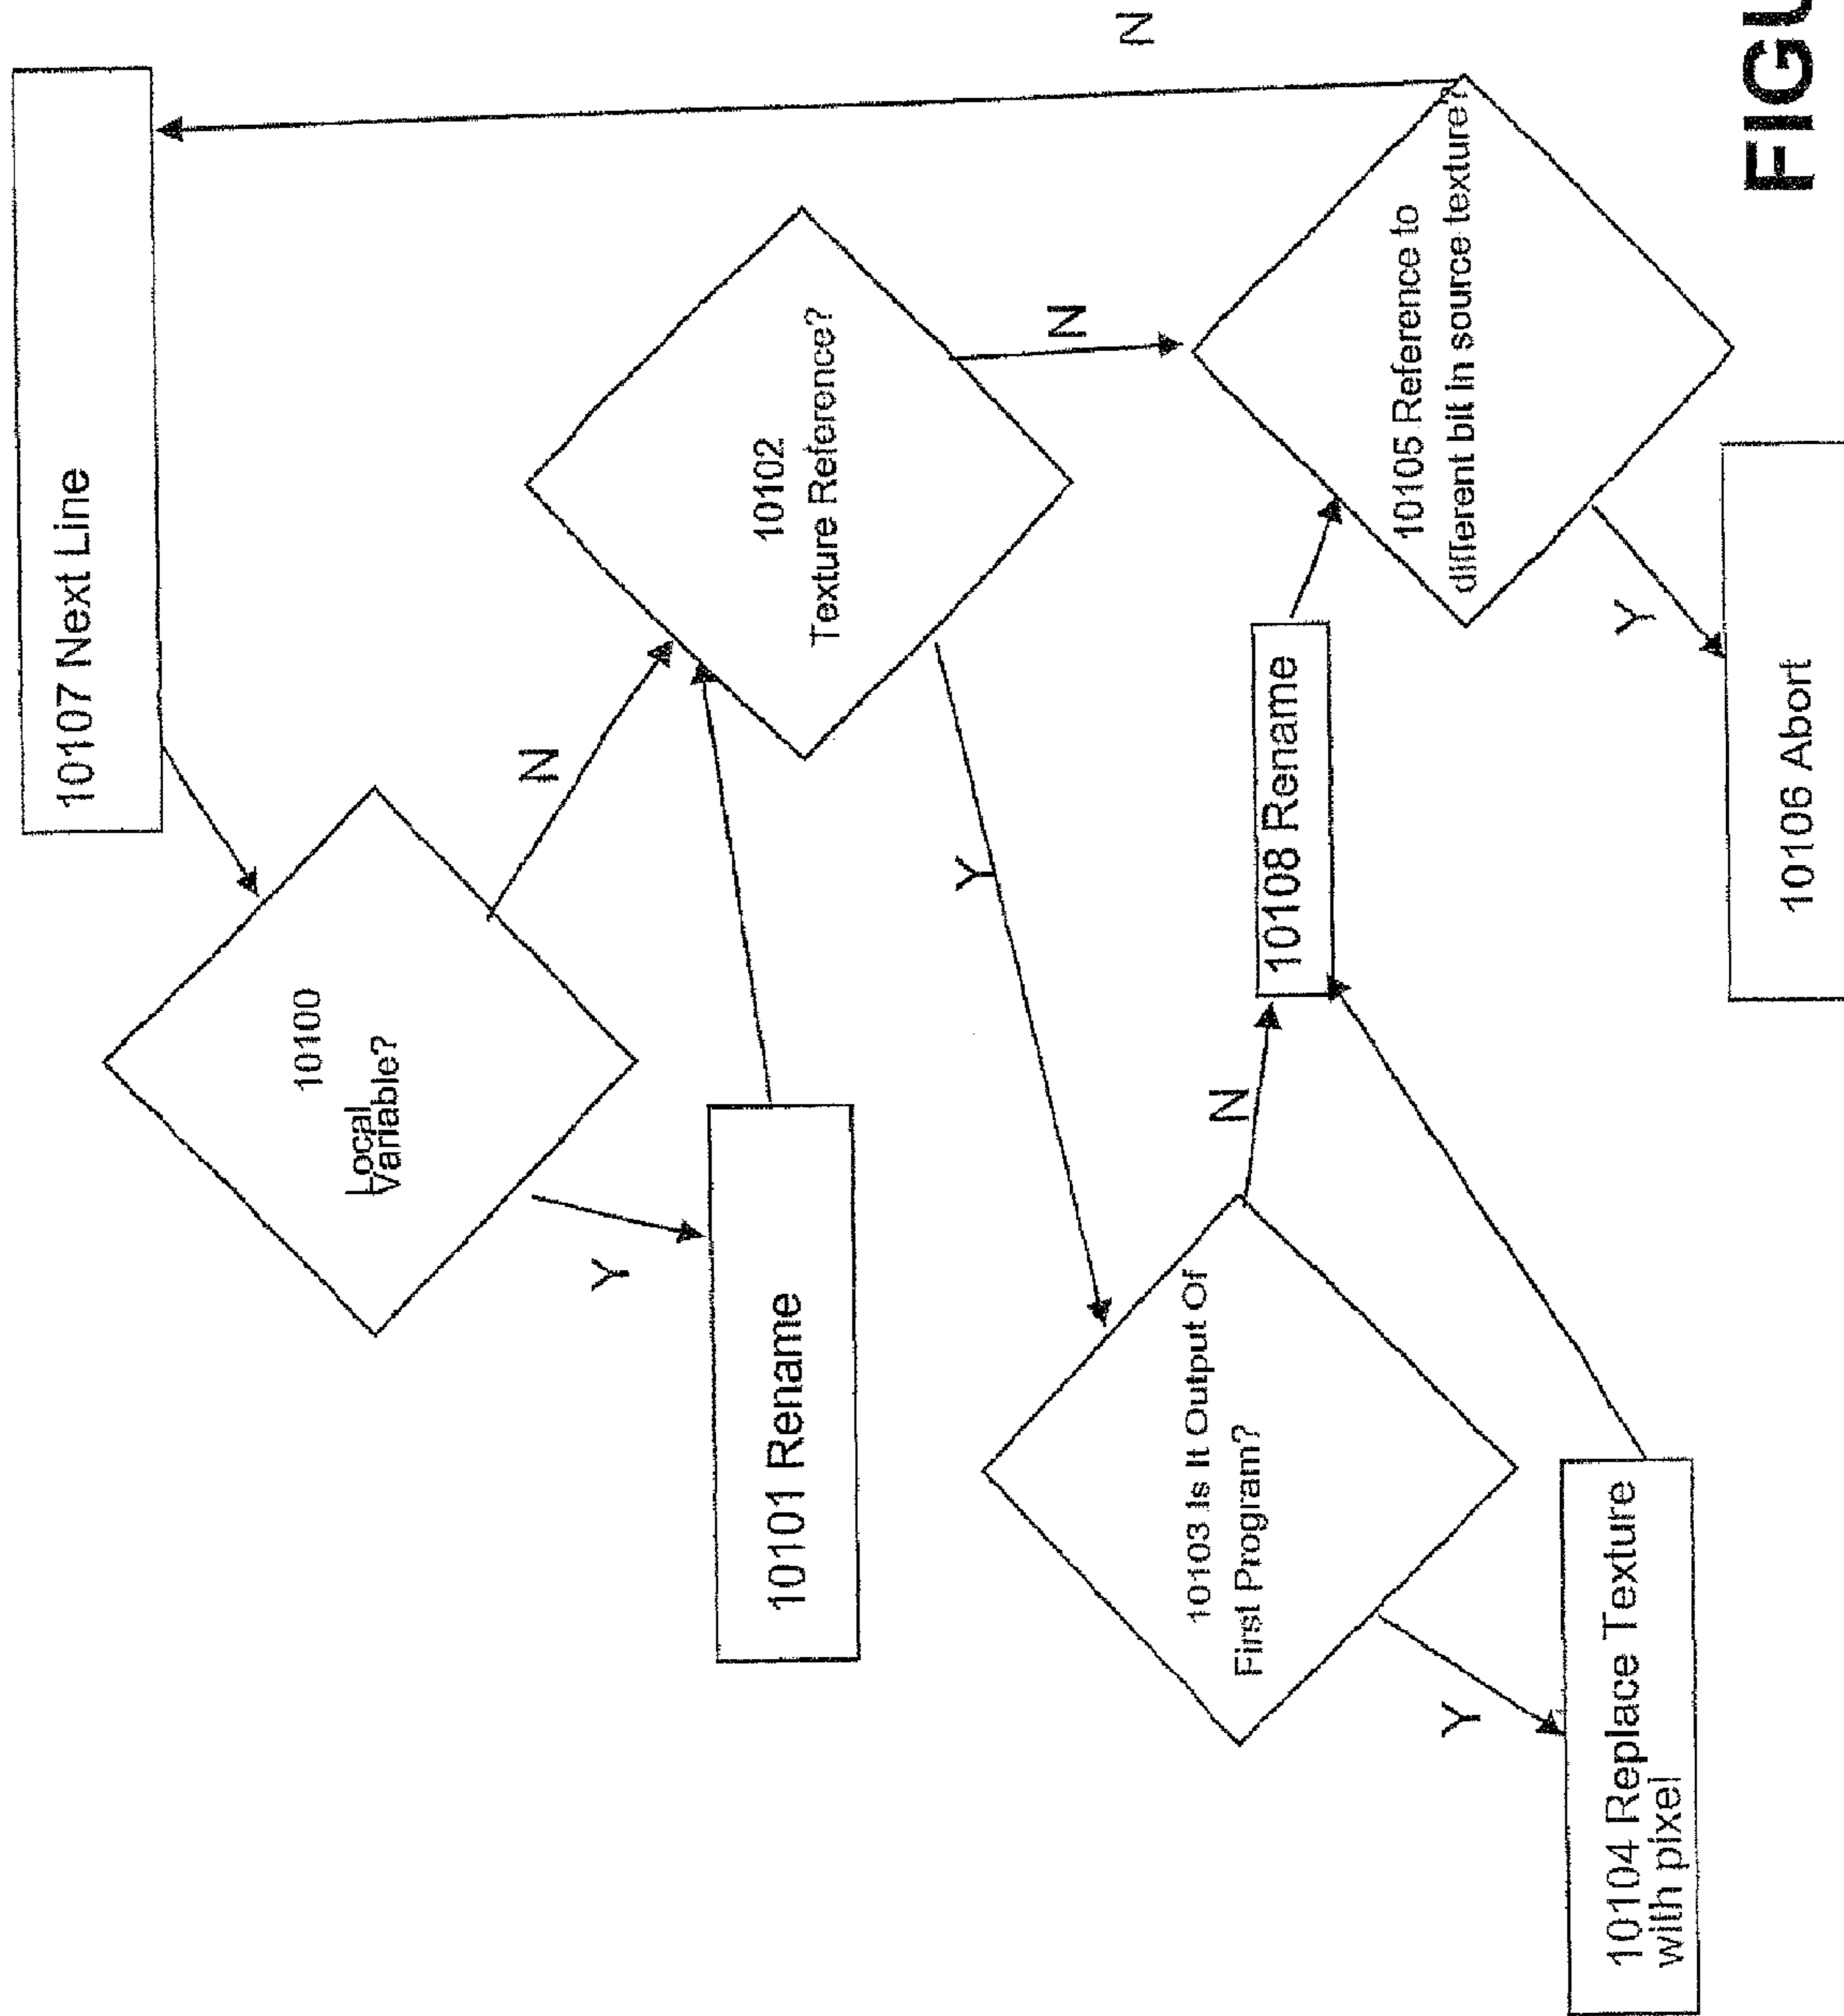 10107 Next Line
10100
Local
Variable?
N
Y
10101 Rename
10102
Texture Reference?
Y
N
10103 Is It Output Of
First Program?
N
Y
10108 Rename
10104 Replace Texture
with pixel
10105 Reference to
different bit in source texture?
N
Y
10106 Abort